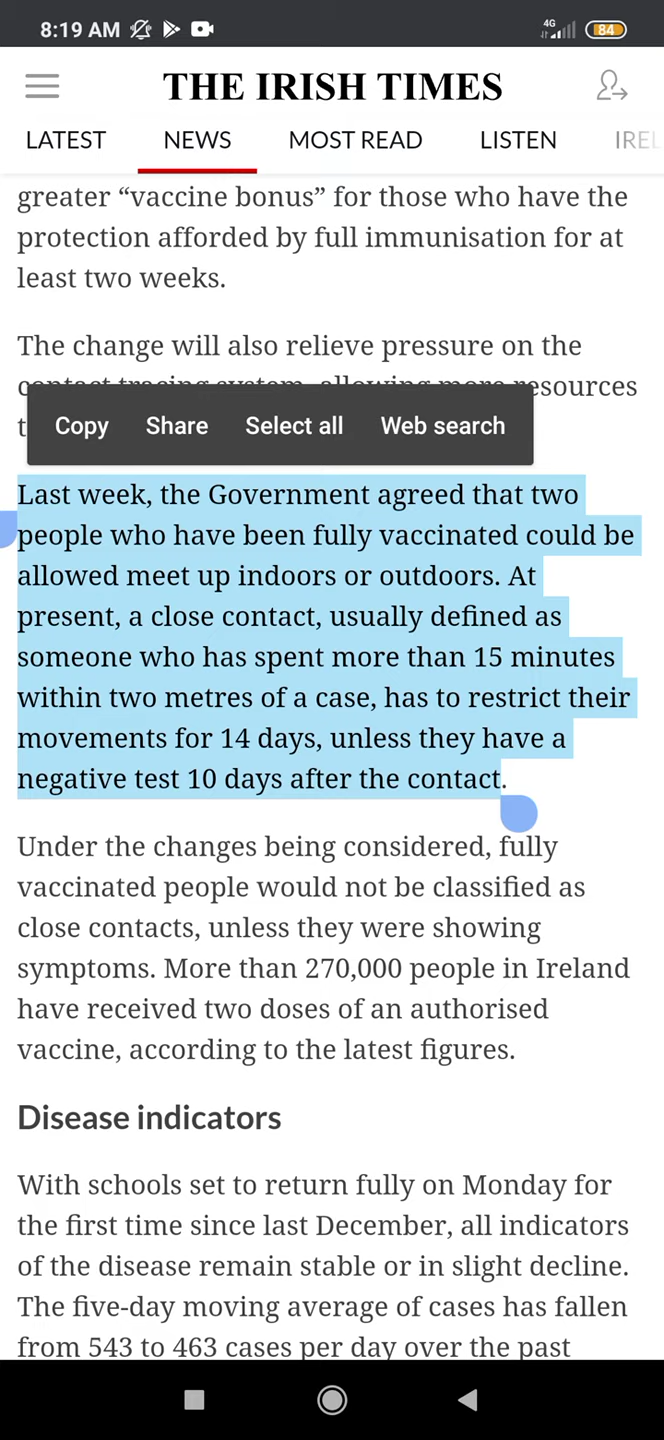 8:19 AM
4G
84
THE IRISH TIMES
LATEST NEWS MOST READ LISTEN IREL
greater “vaccine bonus” for those who have the
protection afforded by full immunisation for at
least two weeks.
The change will also relieve pressure on the
contact tracing system, allowing more resources
t
Copy Share Select all Web search
Last week, the Government agreed that two
people who have been fully vaccinated could be
allowed meet up indoors or outdoors. At
present, a close contact, usually defined as
someone who has spent more than 15 minutes
within two metres of a case, has to restrict their
movements for 14 days, unless they have a
negative test 10 days after the contact.
Under the changes being considered, fully
vaccinated people would not be classified as
close contacts, unless they were showing
symptoms. More than 270,000 people in Ireland
have received two doses of an authorised
vaccine, according to the latest figures.
Disease indicators
With schools set to return fully on Monday for
the first time since last December, all indicators
of the disease remain stable or in slight decline.
The five-day moving average of cases has fallen
from 543 to 463 cases per day over the past